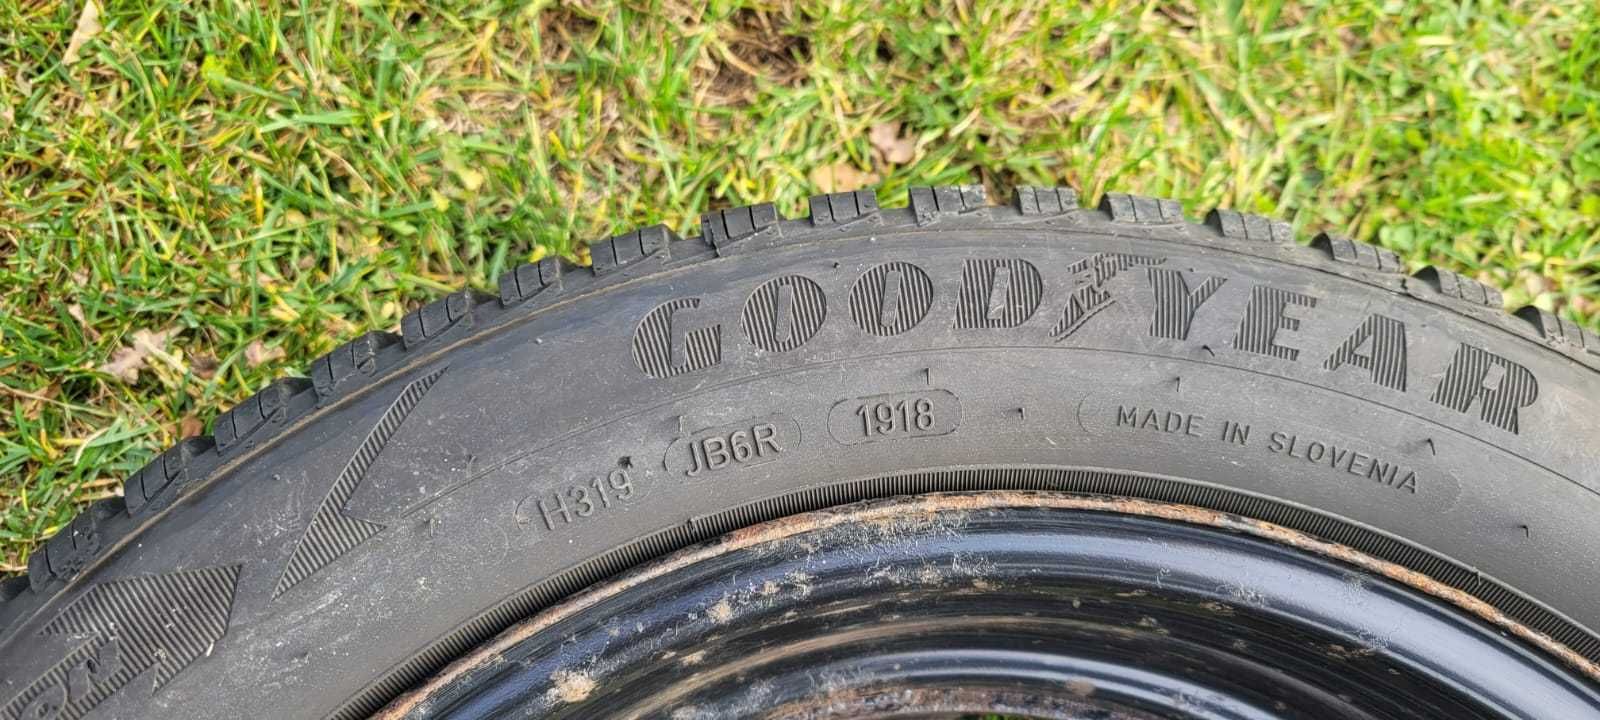 GOODYEAR
H319 JB6R 1918 MADE IN SLOVENIA